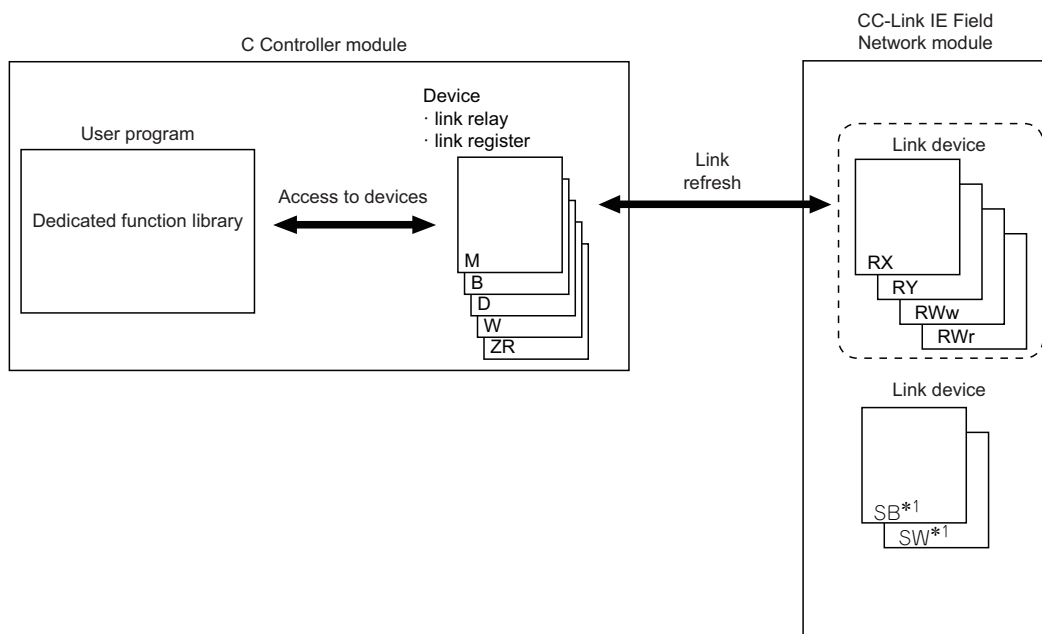 C Controller module
CC-Link IE Field
Network module
User program
Dedicated function library
Access to devices
Device
· link relay
· link register
M
B
D
W
ZR
Link
refresh
Link device
RX
RY
RWw
RWr
Link device
SB*1
SW*1